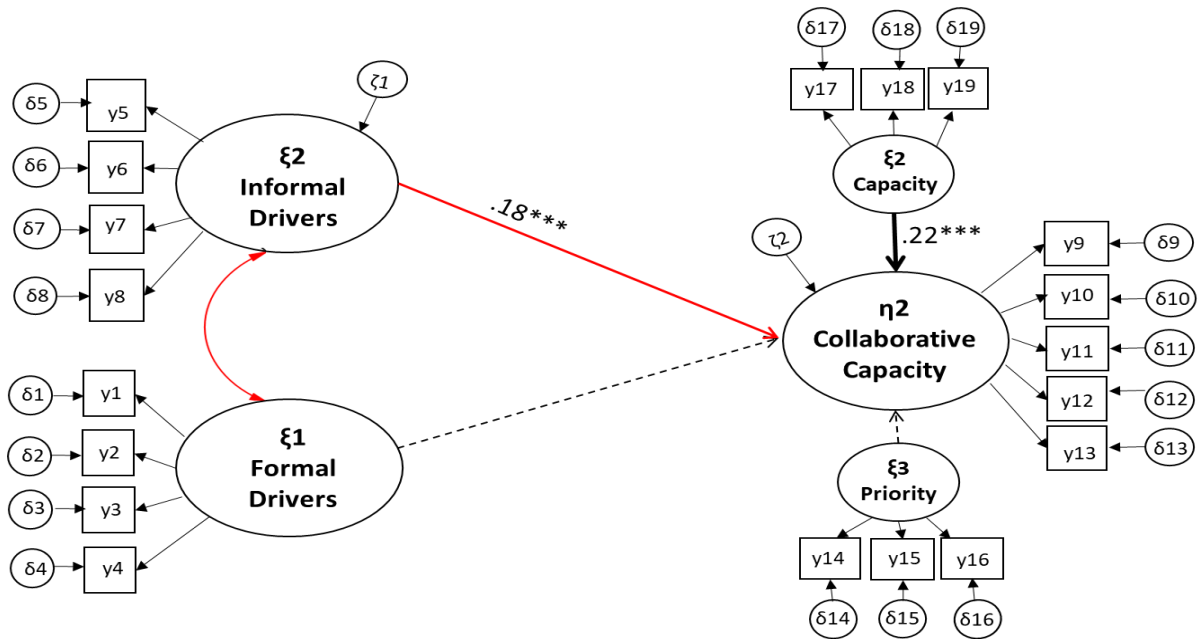 δ17
δ18
δ19
y17
y18
y19
ζ1
δ5
y5
δ6
y6
δ7
y7
δ8
y8
ξ2
Informal
Drivers
.18***
ξ2
Capacity
.22***
ζ2
η2
Collaborative
Capacity
y9
δ9
y10
δ10
y11
δ11
y12
δ12
y13
δ13
δ1
y1
δ2
y2
δ3
y3
δ4
y4
ξ1
Formal
Drivers
ξ3
Priority
y14
y15
y16
δ14
δ15
δ16